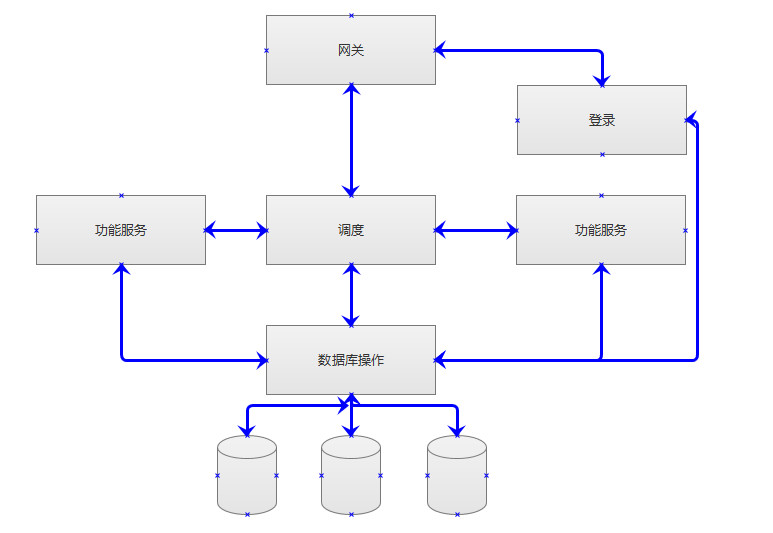 网关
登录
功能服务
调度
功能服务
数据库操作